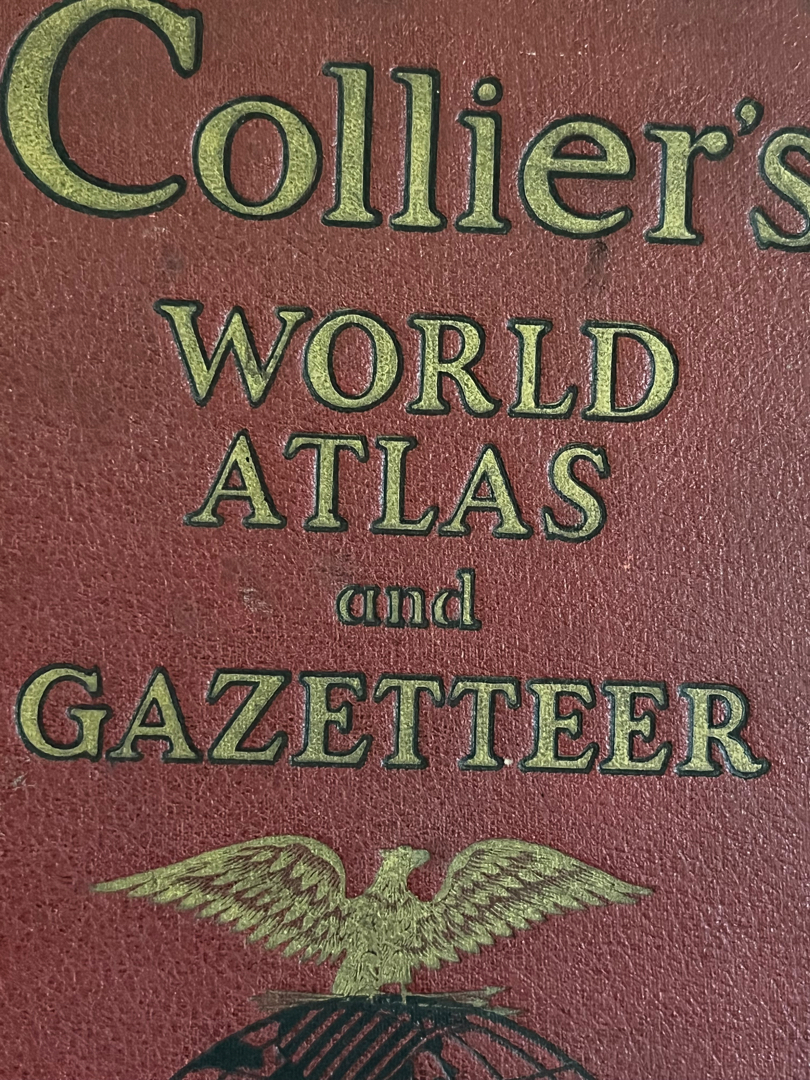 Collier's
WORLD
ATLAS
and
GAZETTEER